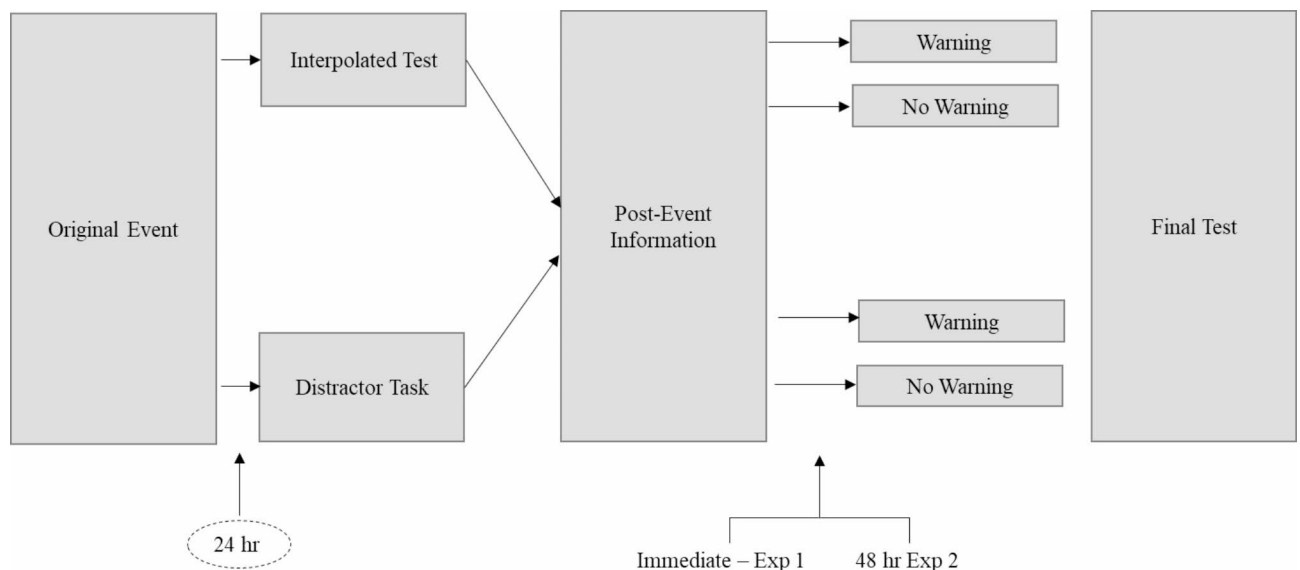 Original Event
Interpolated Test
Distractor Task
24 hr
Post-Event
Information
Warning
No Warning
Warning
No Warning
Immediate – Exp 1
48 hr Exp 2
Final Test